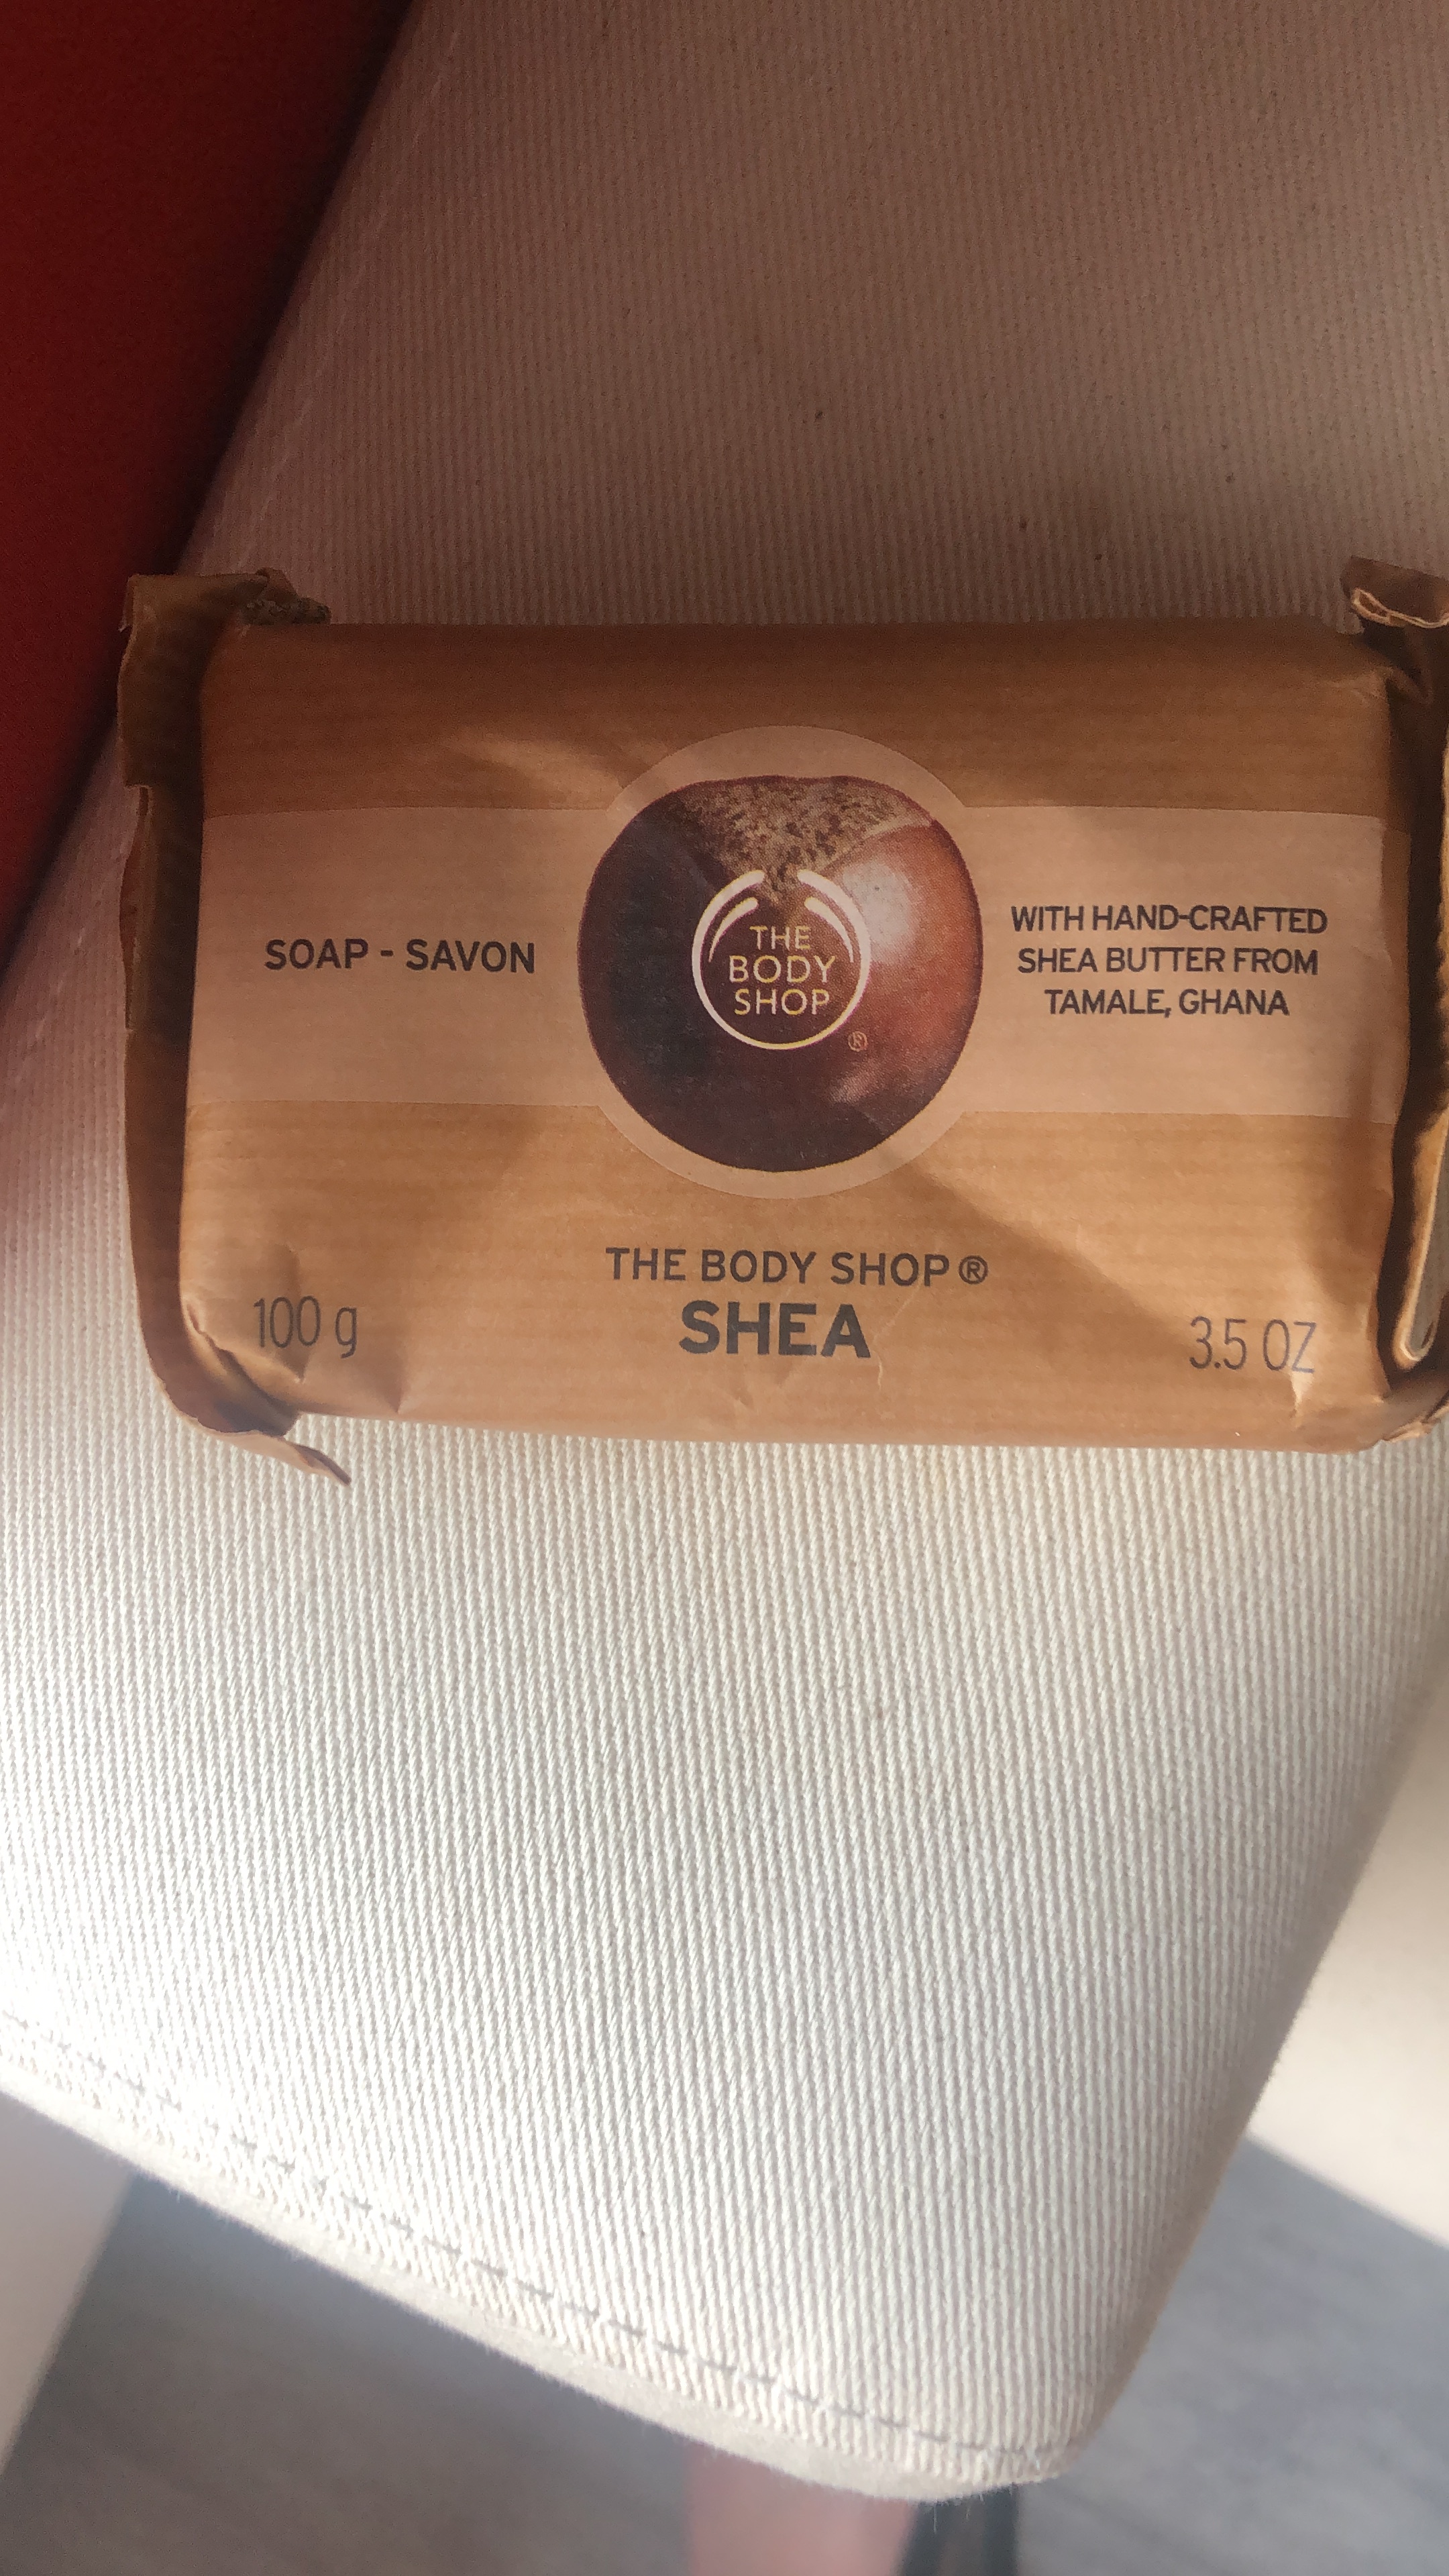 SOAP - SAVON
THE
BODY
SHOP
®
WITH HAND-CRAFTED
SHEA BUTTER FROM
TAMALE, GHANA
THE BODY SHOP ®
SHEA
100 g
3.5 OZ